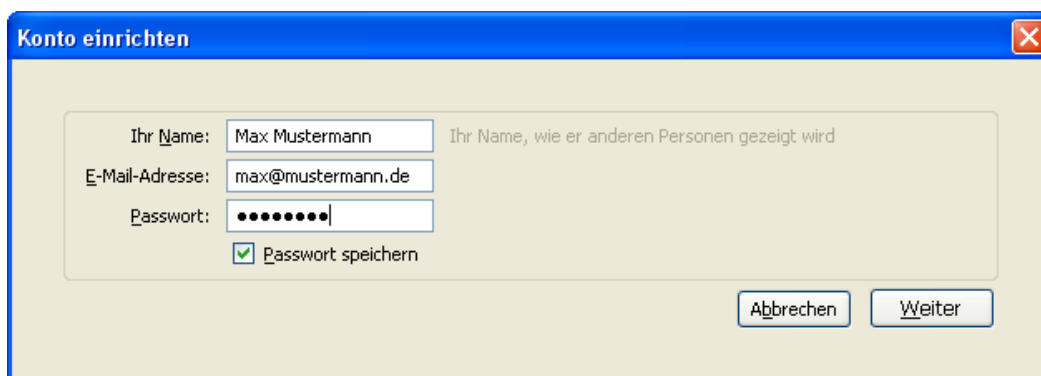 Konto einrichten
Ihr Name: Max Mustermann Ihr Name, wie er anderen Personen gezeigt wird
E-Mail-Adresse: max@mustermann.de
Passwort: ●●●●●●●●
Passwort speichern
Abbrechen Weiter